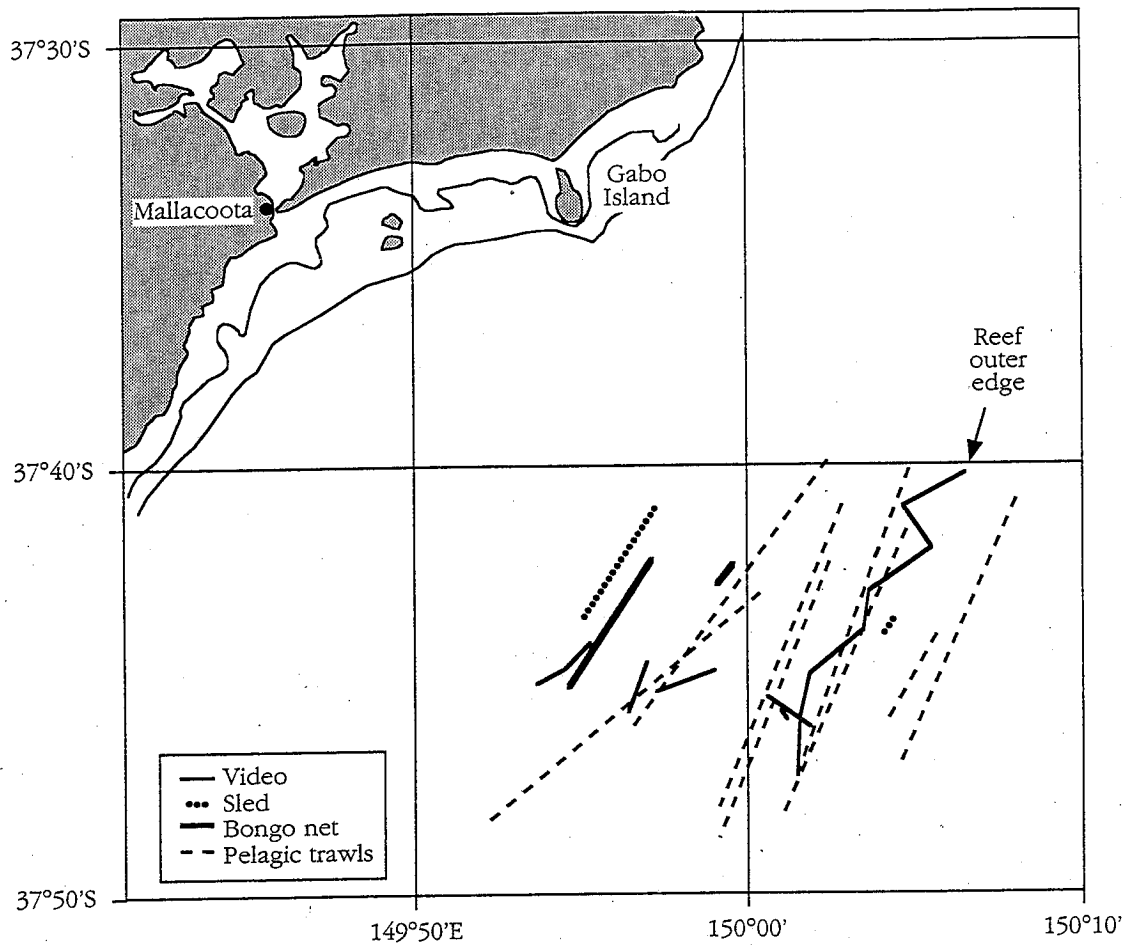 37°30'S
Gabo
Island
Mallacoota
Reef
outer
edge
37°40'S
Video
Sled
Bongo net
Pelagic trawls
37°50'S
149°50'E
150°00'
150°10'